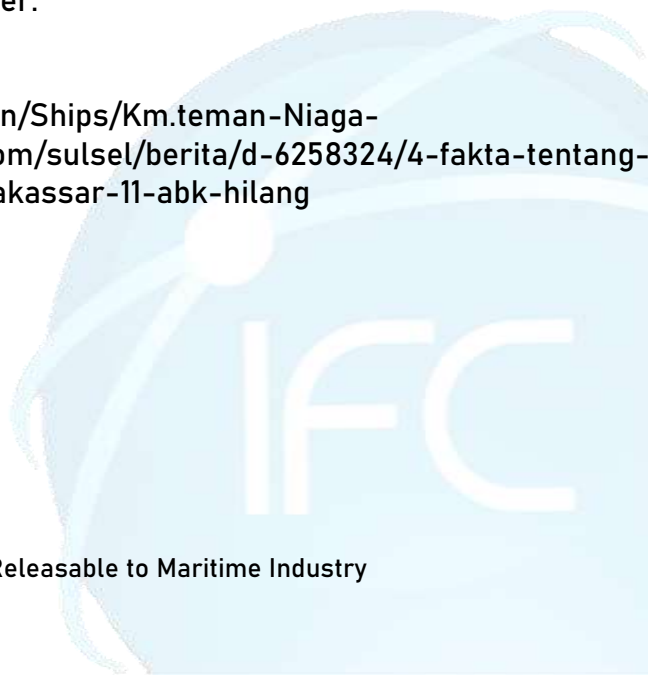 er.
n/Ships/Km.teman-Niaga-
om/sulsel/berita/d-6258324/4-fakta-tentang-
akassar-11-abk-hilang
IFC
Releasable to Maritime Industry